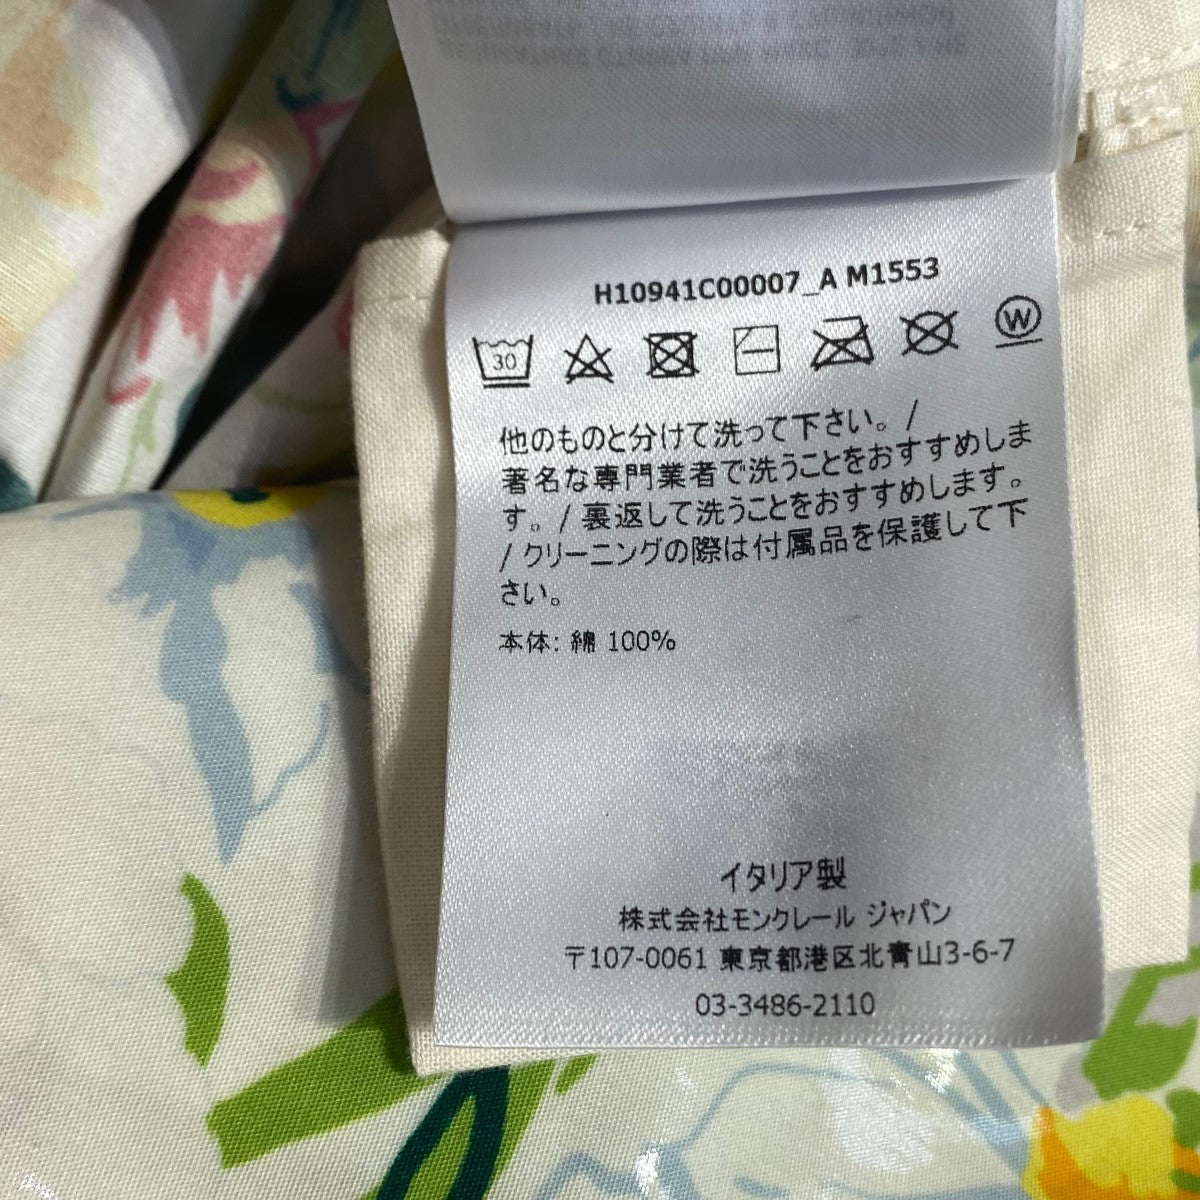 H10941C00007_A M1553
30
W
他のものと分けて洗って下さい。/
著名な専門業者で洗うことをおすすめしま
す。/ 裏返して洗うことをおすすめします。
/ クリーニングの際は付属品を保護して下
さい。
本体: 綿 100%
イタリア製
株式会社モンクレール ジャパン
〒107-0061 東京都港区北青山3-6-7
03-3486-2110